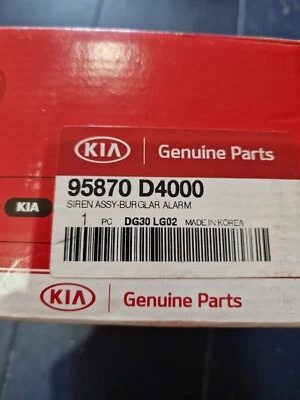 KIA Genuine Parts
95870 D4000
KIA
SIREN ASSY-BURGLAR ALARM
1 PC DG30 LG02 MADE IN KOREA
KIA Genuine Parts